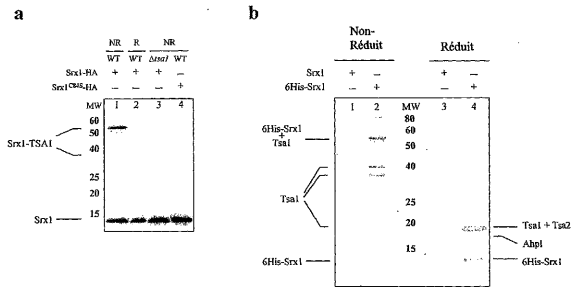 a
NR R NR
WT WT Δtsa1 WT
Srx1-HA + + + –
Srx1C84S-HA – – – +
MW 1 2 3 4
60
50
Srx1-TSA1
40
25
20
Srx1
15
b
Non-Réduit
Réduit
Srx1 + – + –
6His-Srx1 – + – +
1 2 MW 3 4
80
6His-Srx1 + Tsa1
60
50
40
Tsa1
25
20
Tsa1 + Tsa2
Ahp1
15
6His-Srx1
6His-Srx1